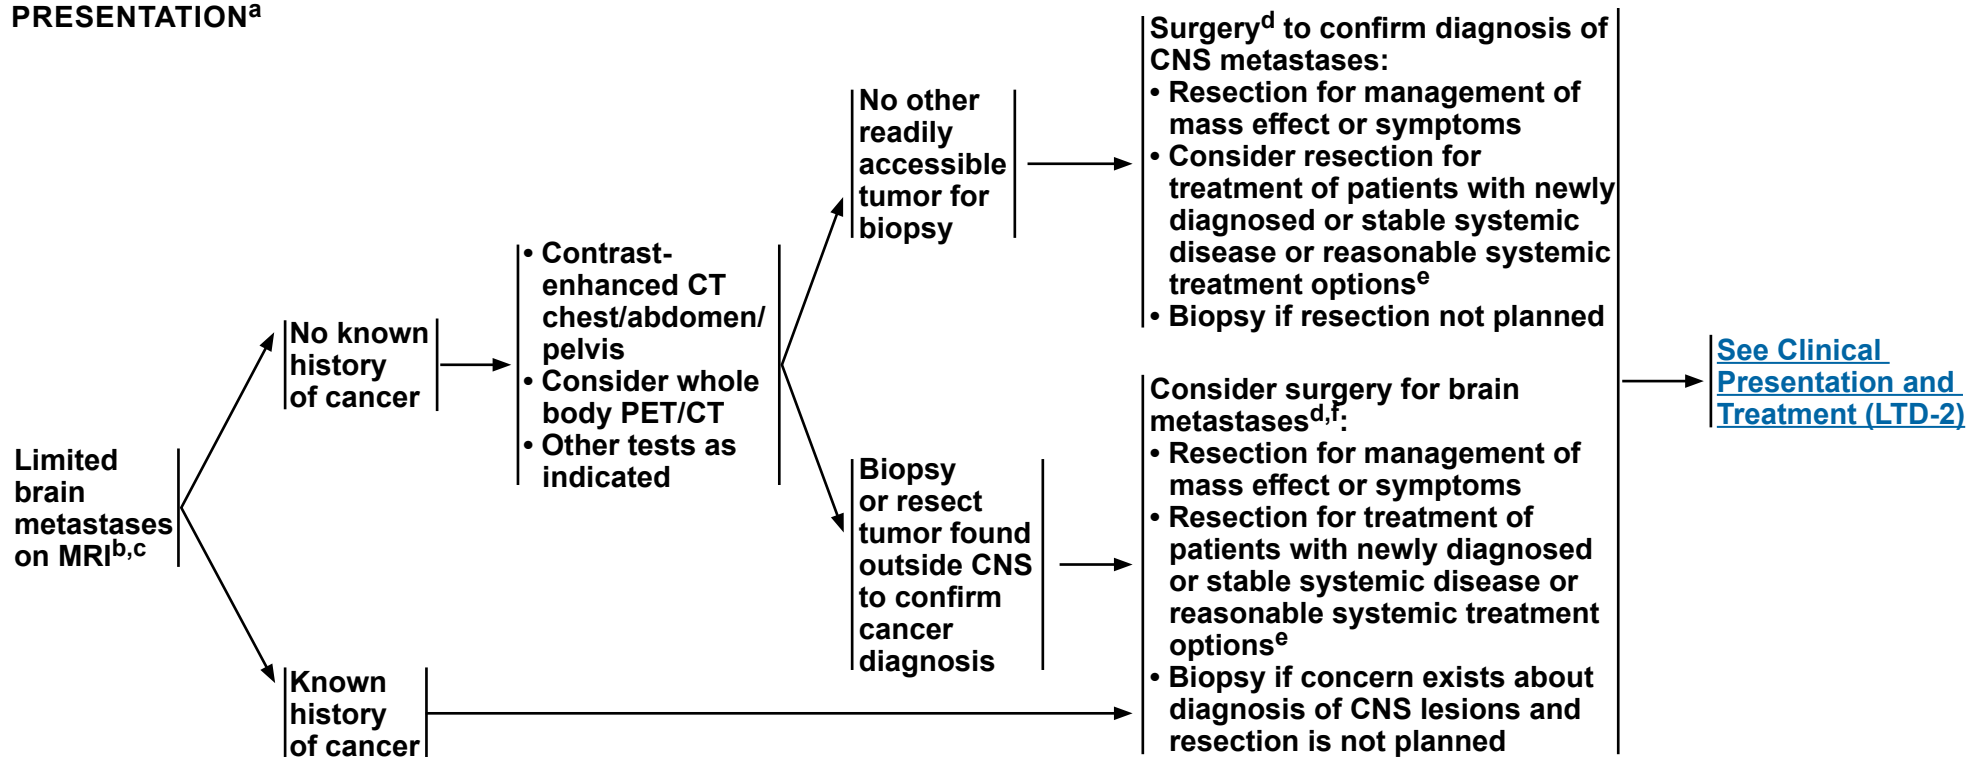 PRESENTATIONa
Limited
brain
metastases
on MRIb,c
No known
history
of cancer
Known
history
of cancer
• Contrast-
enhanced CT
chest/abdomen/
pelvis
• Consider whole
body PET/CT
• Other tests as
indicated
No other
readily
accessible
tumor for
biopsy
Biopsy
or resect
tumor found
outside CNS
to confirm
cancer
diagnosis
Surgeryd to confirm diagnosis of
CNS metastases:
• Resection for management of
mass effect or symptoms
• Consider resection for
treatment of patients with newly
diagnosed or stable systemic
disease or reasonable systemic
treatment optionse
• Biopsy if resection not planned
Consider surgery for brain
metastasesd,f:
• Resection for management of
mass effect or symptoms
• Resection for treatment of
patients with newly diagnosed
or stable systemic disease or
reasonable systemic treatment
optionse
• Biopsy if concern exists about
diagnosis of CNS lesions and
resection is not planned
See Clinical
Presentation and
Treatment (LTD-2)